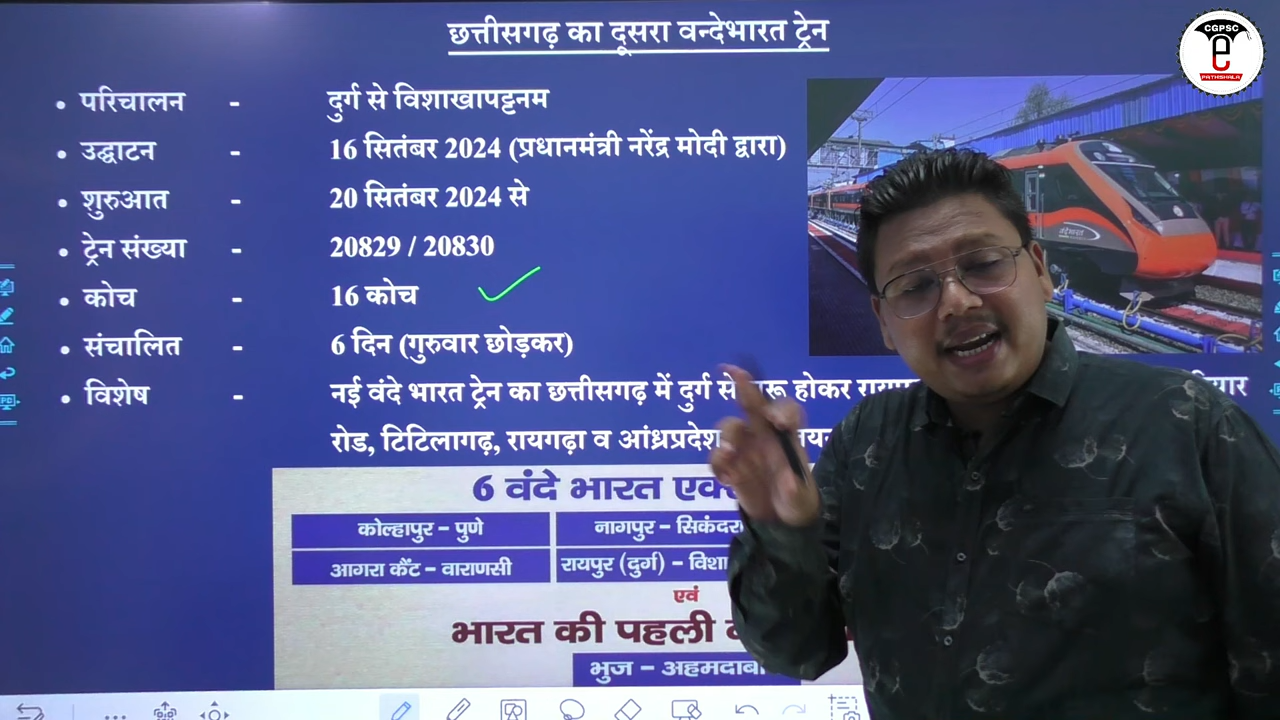 छत्तीसगढ़ का दूसरा वन्देभारत ट्रेन
CGPSC
e
PATHSHALA
• परिचालन - दुर्ग से विशाखापट्टनम
• उद्घाटन - 16 सितंबर 2024 (प्रधानमंत्री नरेंद्र मोदी द्वारा)
• शुरुआत - 20 सितंबर 2024 से
• ट्रेन संख्या - 20829 / 20830
• कोच - 16 कोच
• संचालित - 6 दिन (गुरुवार छोड़कर)
• विशेष - नई वंदे भारत ट्रेन का छत्तीसगढ़ में दुर्ग से होकर
रोड, टिटिलागढ़, रायगढ़ा व आंध्रप्रदेश
वंदेभारत
6 वंदे भारत
कोल्हापुर - पुणे
नागपुर -
आगरा कैंट - वाराणसी
रायपुर (दुर्ग) -
एवं
भारत की पहली
भुज - अहमदाबा